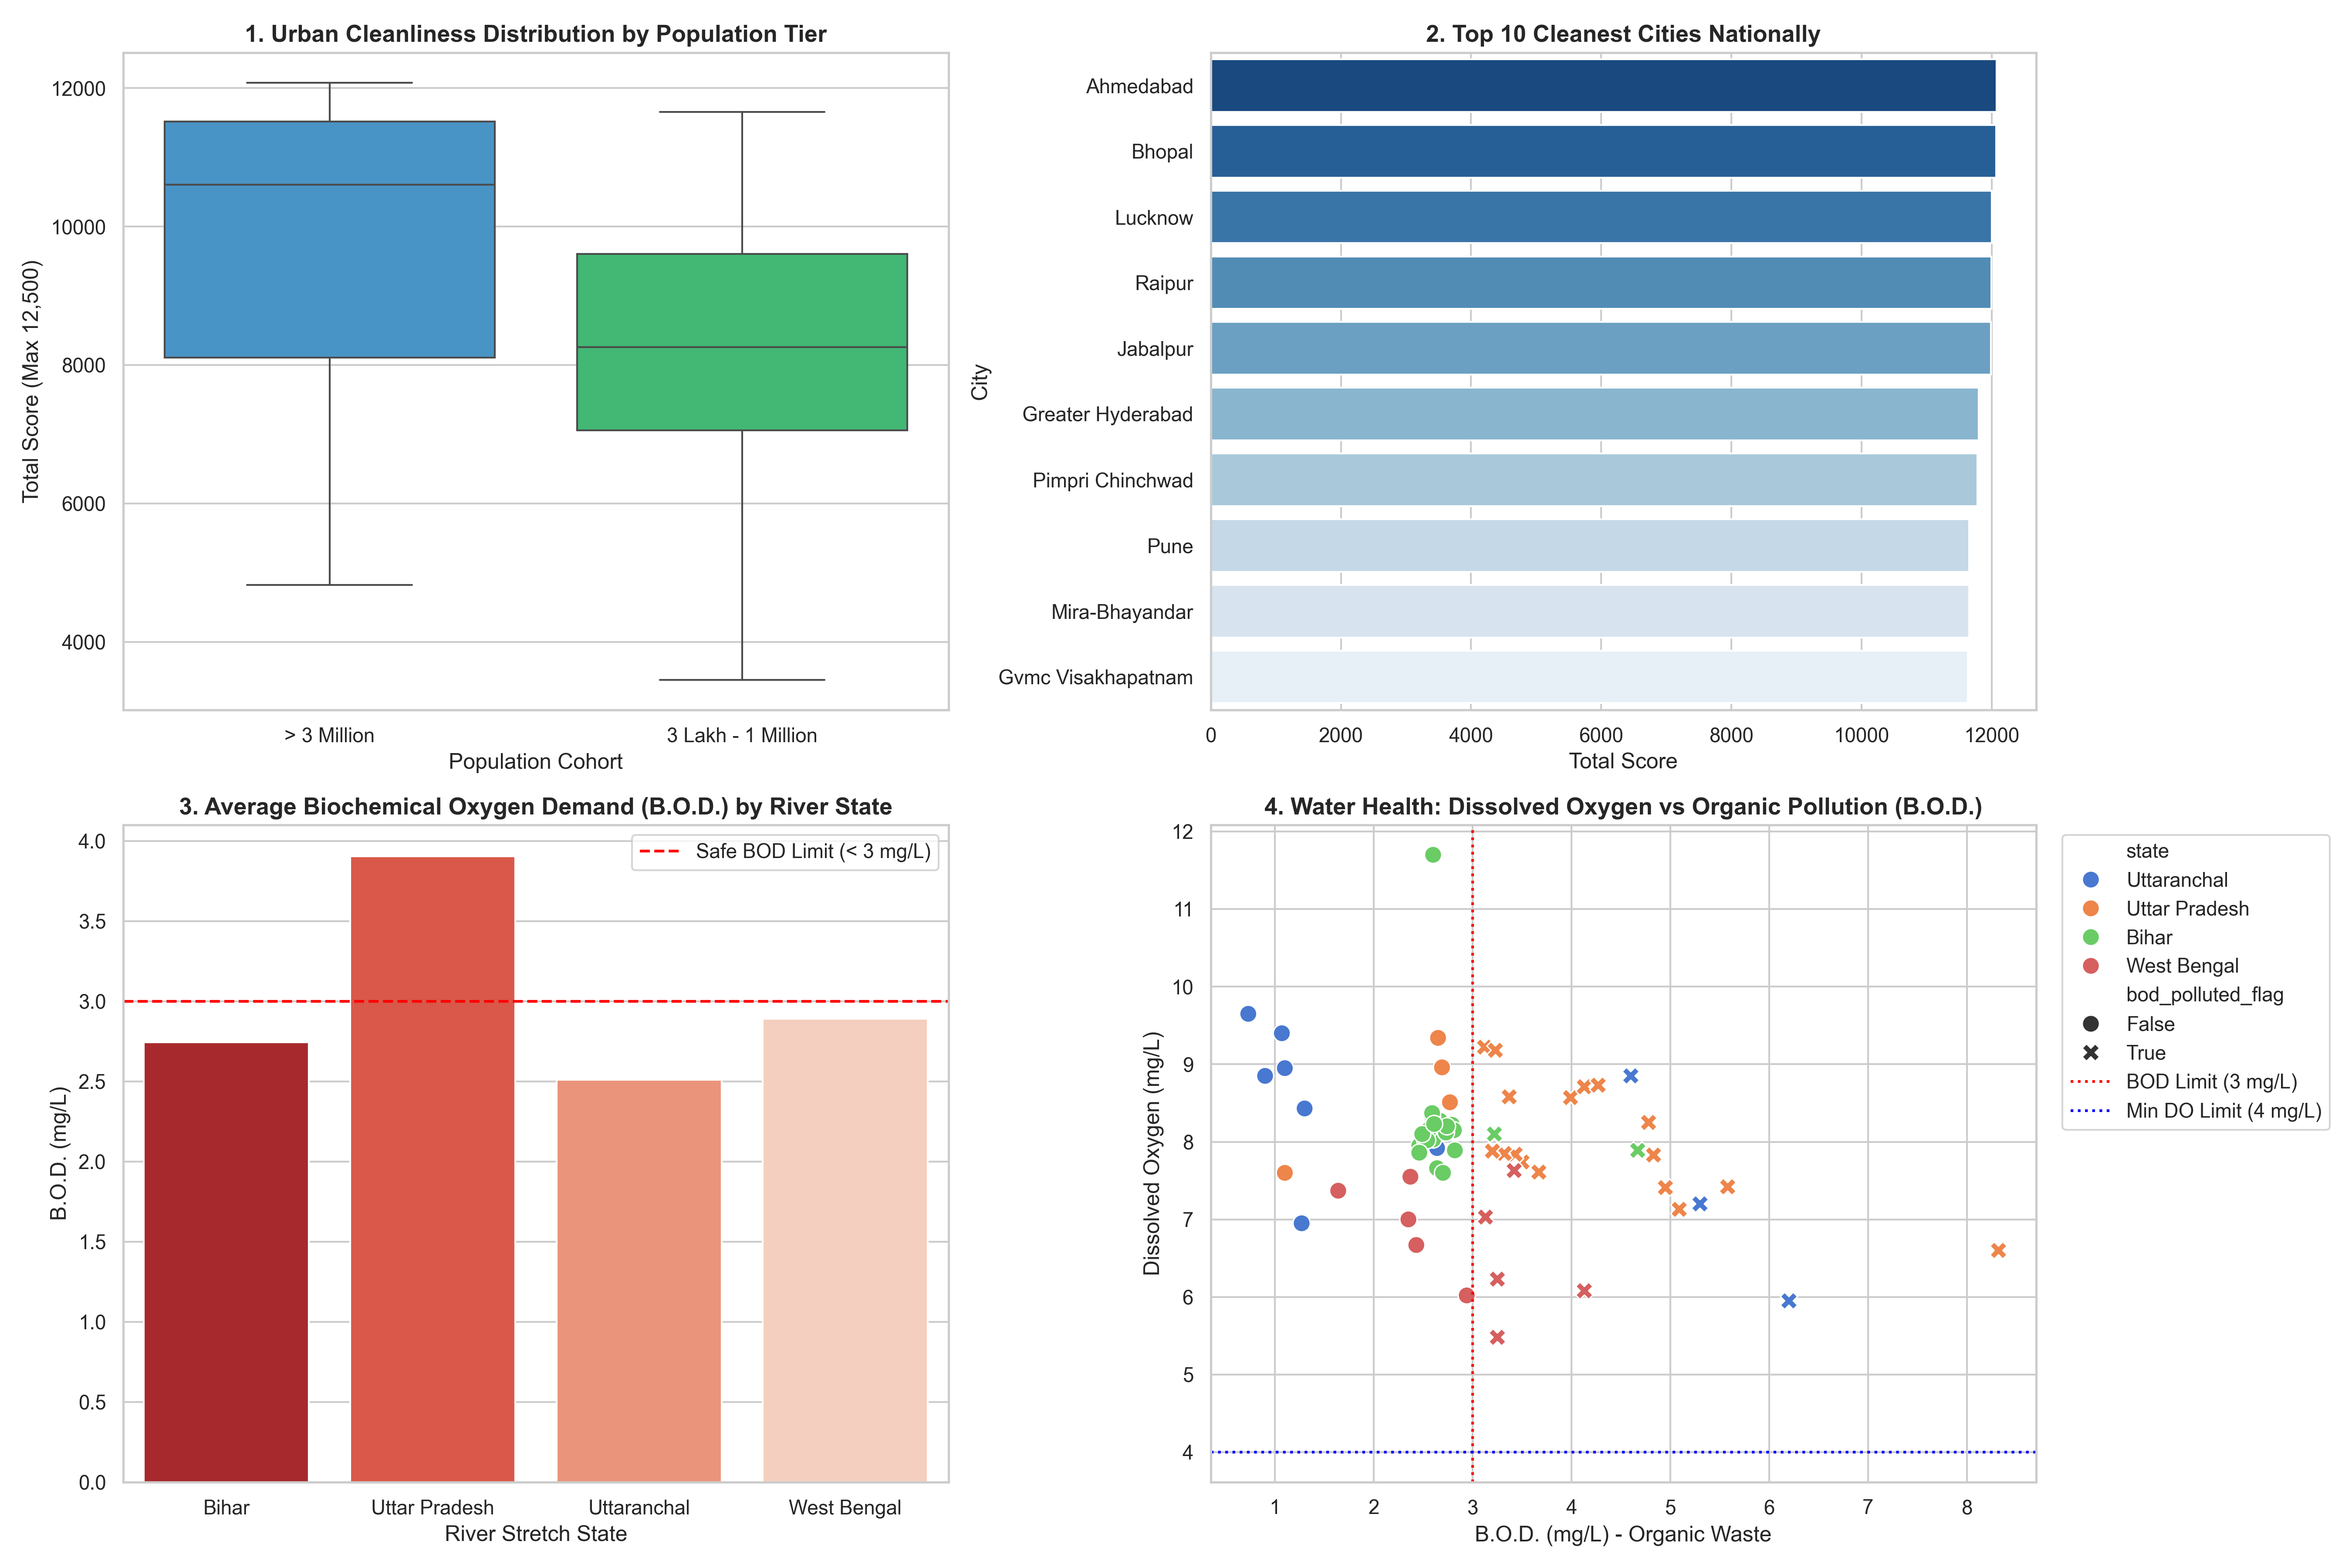 1. Urban Cleanliness Distribution by Population Tier
12000
10000
8000
6000
4000
Total Score (Max 12,500)
> 3 Million
3 Lakh - 1 Million
Population Cohort
2. Top 10 Cleanest Cities Nationally
Ahmedabad
Bhopal
Lucknow
Raipur
Jabalpur
Greater Hyderabad
Pimpri Chinchwad
Pune
Mira-Bhayandar
Gvmc Visakhapatnam
City
0
2000
4000
6000
8000
10000
12000
Total Score
3. Average Biochemical Oxygen Demand (B.O.D.) by River State
Safe BOD Limit (< 3 mg/L)
4.0
3.5
3.0
2.5
2.0
1.5
1.0
0.5
0.0
B.O.D. (mg/L)
Bihar
Uttar Pradesh
Uttaranchal
West Bengal
River Stretch State
4. Water Health: Dissolved Oxygen vs Organic Pollution (B.O.D.)
12
11
10
9
8
7
6
5
4
Dissolved Oxygen (mg/L)
1
2
3
4
5
6
7
8
B.O.D. (mg/L) - Organic Waste
state
Uttaranchal
Uttar Pradesh
Bihar
West Bengal
bod_polluted_flag
False
True
BOD Limit (3 mg/L)
Min DO Limit (4 mg/L)